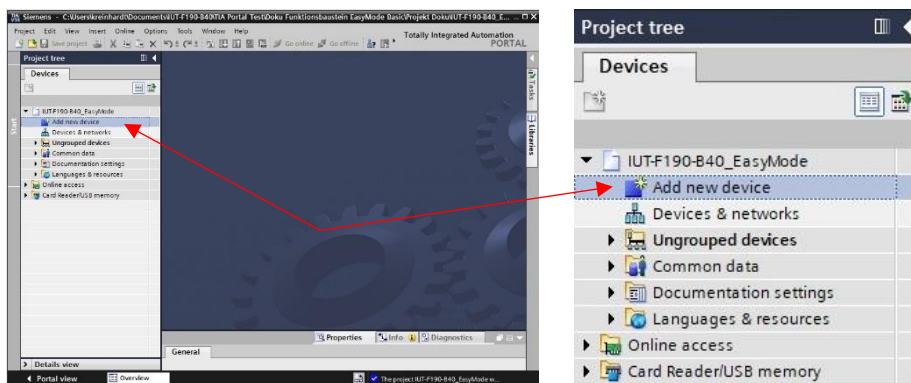 Siemens - C:\Users\kreinhardt\Documents\IUT-F190-B40\TIA Portal Test\Doku Funktionsbaustein EasyMode Basic\Projekt Doku\IUT-F190-B40_E...
Project Edit View Insert Online Options Tools Window Help
Save project Go online Go offline
Totally Integrated Automation
PORTAL
Project tree
Devices
IUT-F190-B40_EasyMode
Add new device
Devices & networks
Ungrouped devices
Common data
Documentation settings
Languages & resources
Online access
Card Reader/USB memory
Start
Tasks
Libraries
Properties Info Diagnostics
General
Details view
Portal view Overview The project IUT-F190-B40_EasyMode w...
Project tree
Devices
IUT-F190-B40_EasyMode
Add new device
Devices & networks
Ungrouped devices
Common data
Documentation settings
Languages & resources
Online access
Card Reader/USB memory